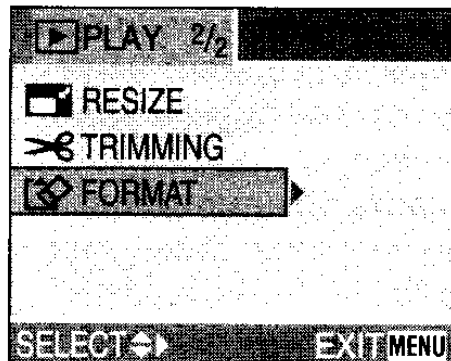 PLAY 2/2
RESIZE
TRIMMING
FORMAT
SELECT EXIT MENU